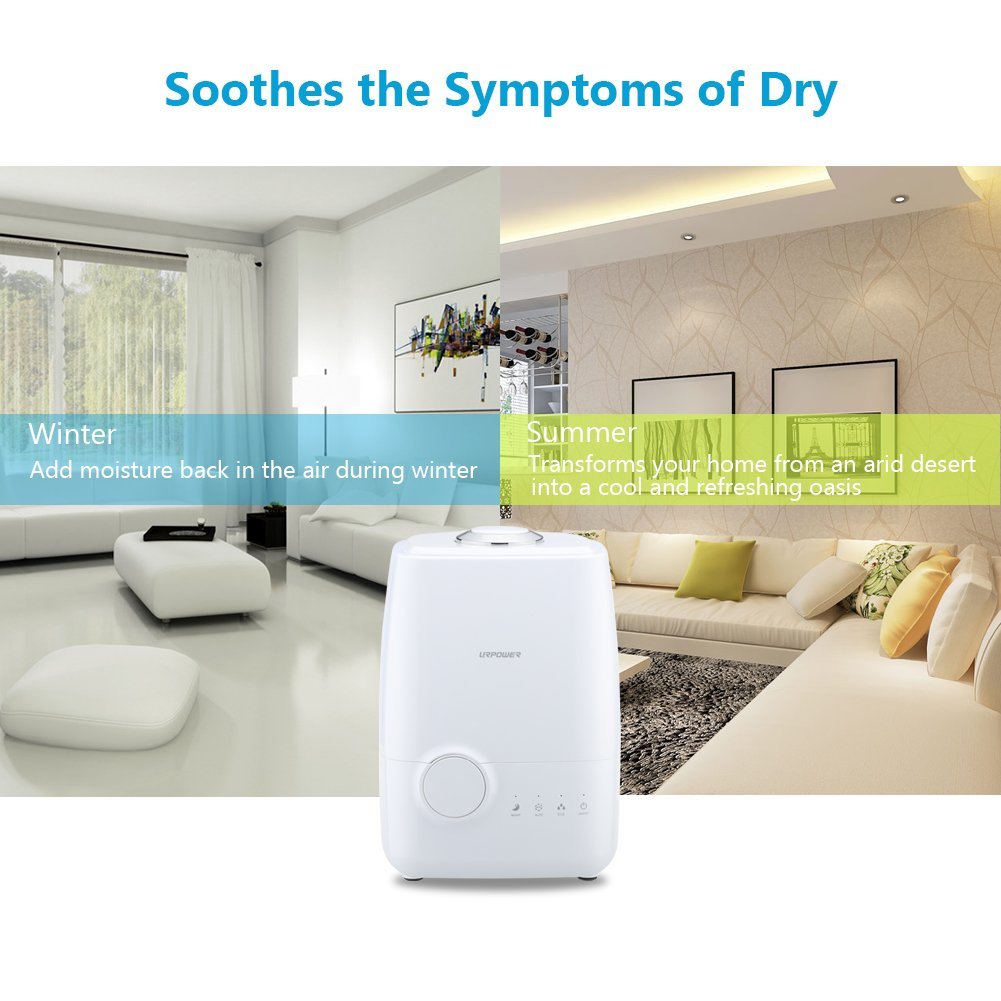 Soothes the Symptoms of Dry
Winter
Add moisture back in the air during winter
Summer
Transforms your home from an arid desert
into a cool and refreshing oasis
URPOWER